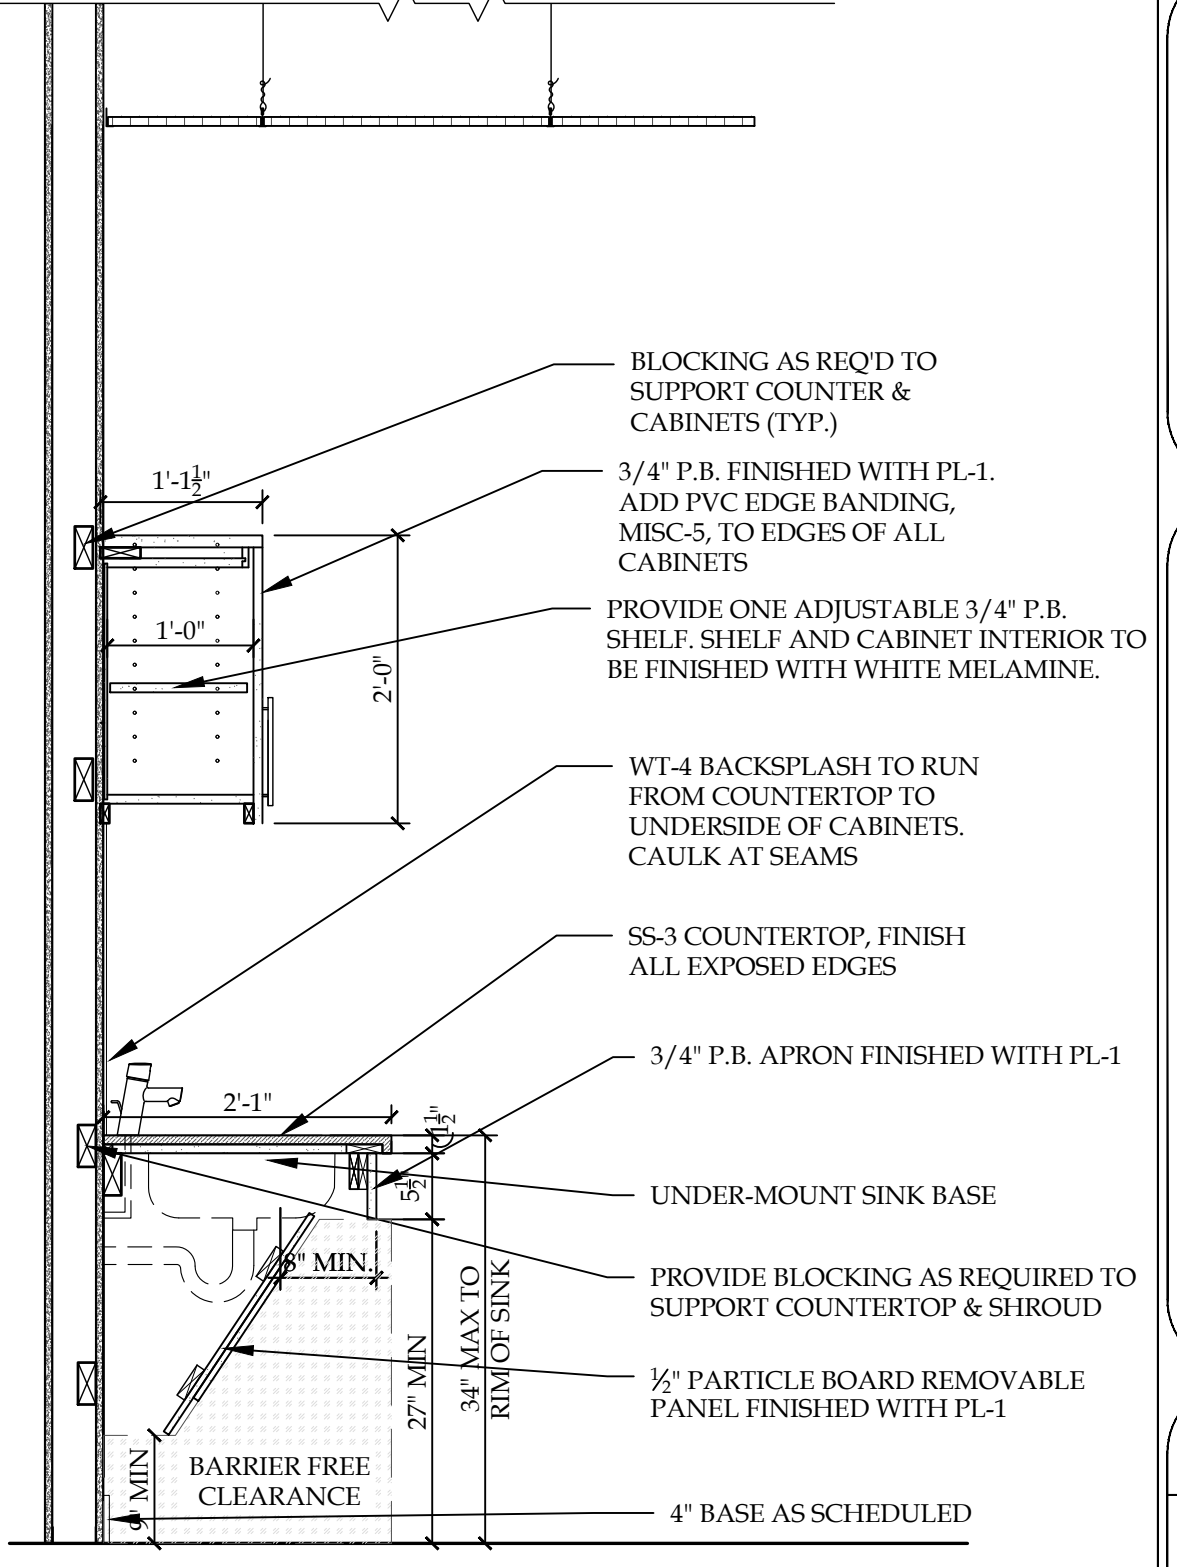 BLOCKING AS REQ'D TO
SUPPORT COUNTER &
CABINETS (TYP.)
1'-1½"
3/4" P.B. FINISHED WITH PL-1.
ADD PVC EDGE BANDING,
MISC-5, TO EDGES OF ALL
CABINETS
1'-0"
2'-0"
PROVIDE ONE ADJUSTABLE 3/4" P.B.
SHELF. SHELF AND CABINET INTERIOR TO
BE FINISHED WITH WHITE MELAMINE.
WT-4 BACKSPLASH TO RUN
FROM COUNTERTOP TO
UNDERSIDE OF CABINETS.
CAULK AT SEAMS
SS-3 COUNTERTOP, FINISH
ALL EXPOSED EDGES
3/4" P.B. APRON FINISHED WITH PL-1
2'-1"
1½"
5½"
UNDER-MOUNT SINK BASE
8" MIN.
PROVIDE BLOCKING AS REQUIRED TO
SUPPORT COUNTERTOP & SHROUD
27" MIN
34" MAX TO
RIM OF SINK
½" PARTICLE BOARD REMOVABLE
PANEL FINISHED WITH PL-1
9" MIN
BARRIER FREE
CLEARANCE
4" BASE AS SCHEDULED